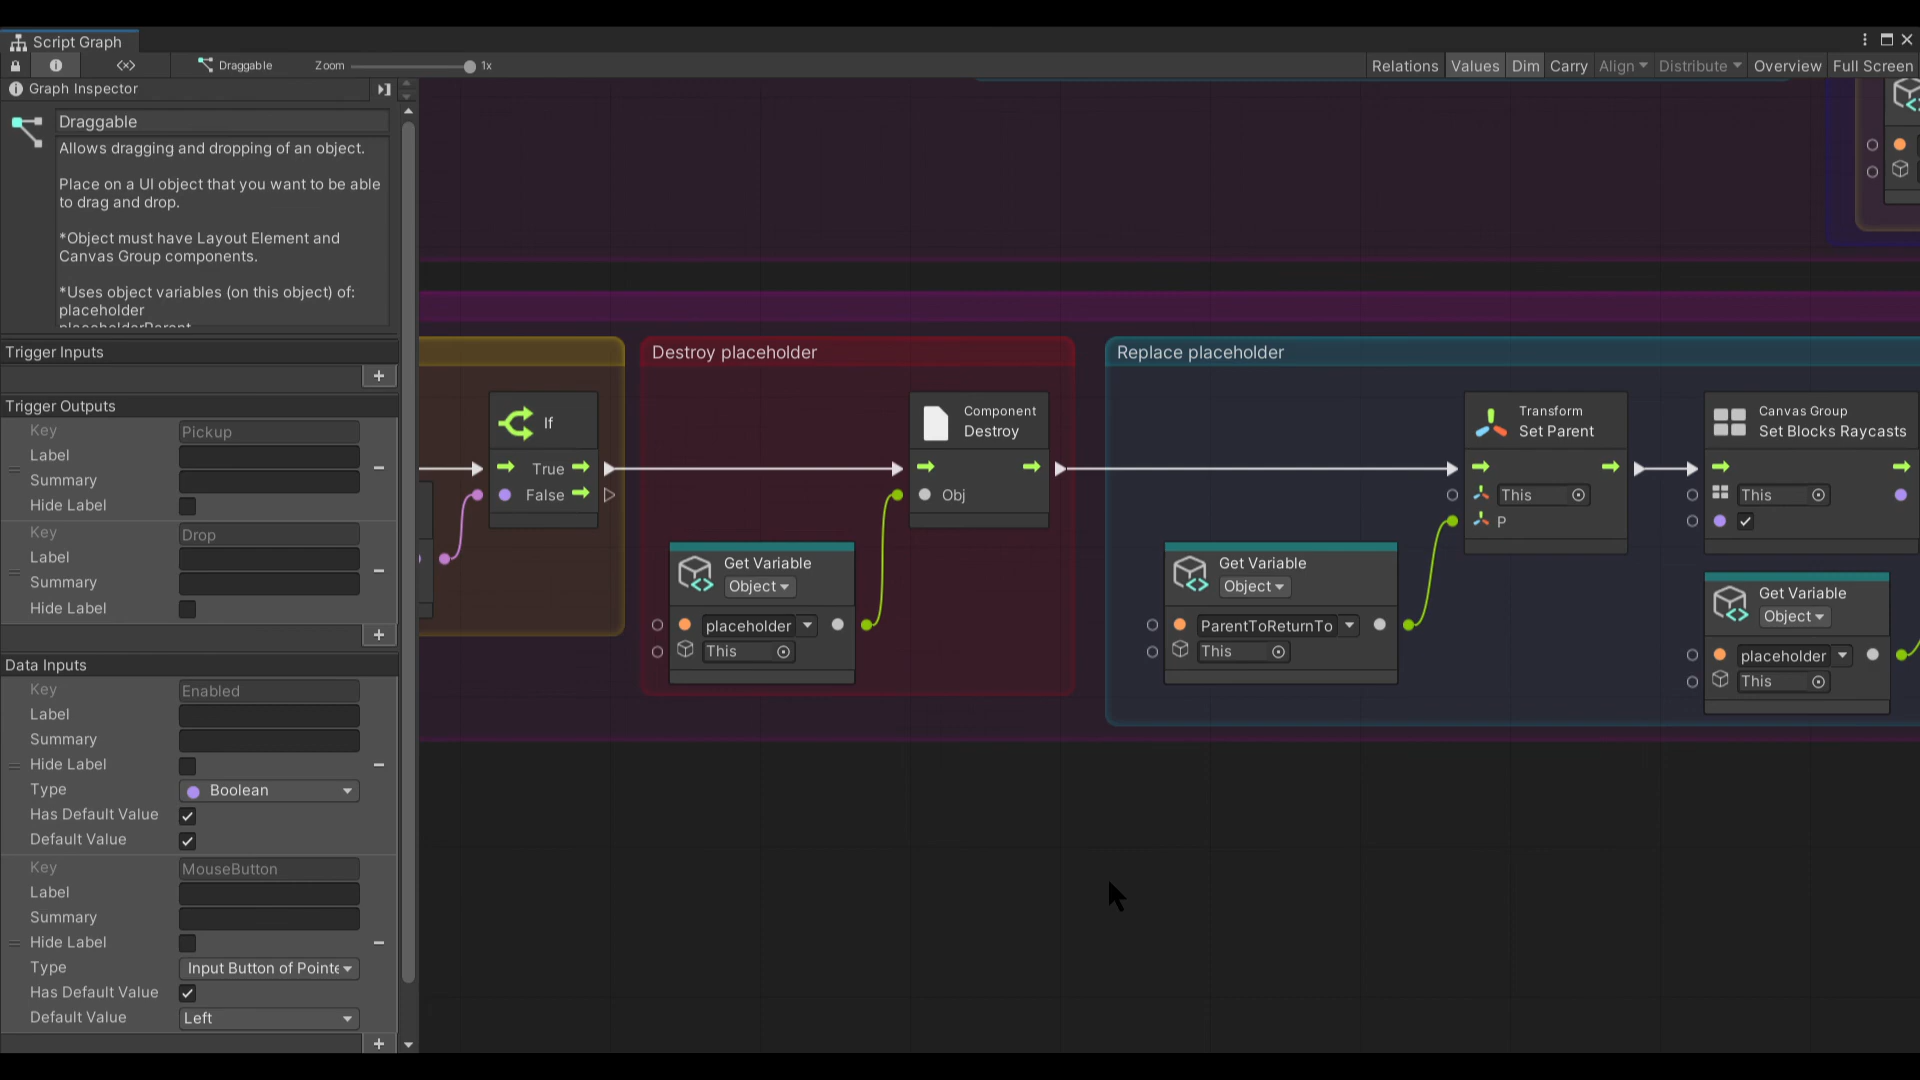 Script Graph
Draggable
Zoom
1x
Relations
Values
Dim
Carry
Align
Distribute
Overview
Full Screen
Graph Inspector
Draggable
Allows dragging and dropping of an object.
Place on a UI object that you want to be able
to drag and drop.
*Object must have Layout Element and
Canvas Group components.
*Uses object variables (on this object) of:
placeholder
placeholderParent
Trigger Inputs
+
Trigger Outputs
Key Pickup
Label
Summary
Hide Label
Key Drop
Label
Summary
Hide Label
+
Data Inputs
Key Enabled
Label
Summary
Hide Label
Type Boolean
Has Default Value
Default Value
Key MouseButton
Label
Summary
Hide Label
Type Input Button of Pointe
Has Default Value
Default Value Left
+
If
True
False
Destroy placeholder
Component
Destroy
Obj
Get Variable
Object
placeholder
This
Replace placeholder
Get Variable
Object
ParentToReturnTo
This
Transform
Set Parent
This
P
Canvas Group
Set Blocks Raycasts
This
Get Variable
Object
placeholder
This